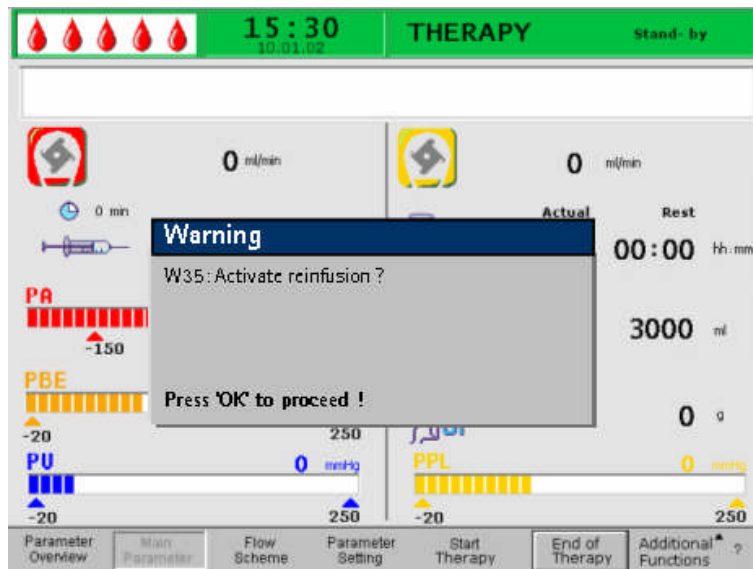 15:30 THERAPY Stand- by
10.01.02
0 ml/min
0 ml/min
0 min
Actual Rest
Warning
W35: Activate reinfusion ?
Press 'OK' to proceed !
00:00 hh:mm
PA
-150
3000 ml
PBE
-20 250
0 g
PV 0 mmHg
-20 250
PPL 0 mmHg
-20 250
Parameter Overview
Main Parameter
Flow Scheme
Parameter Setting
Start Therapy
End of Therapy
Additional Functions
?